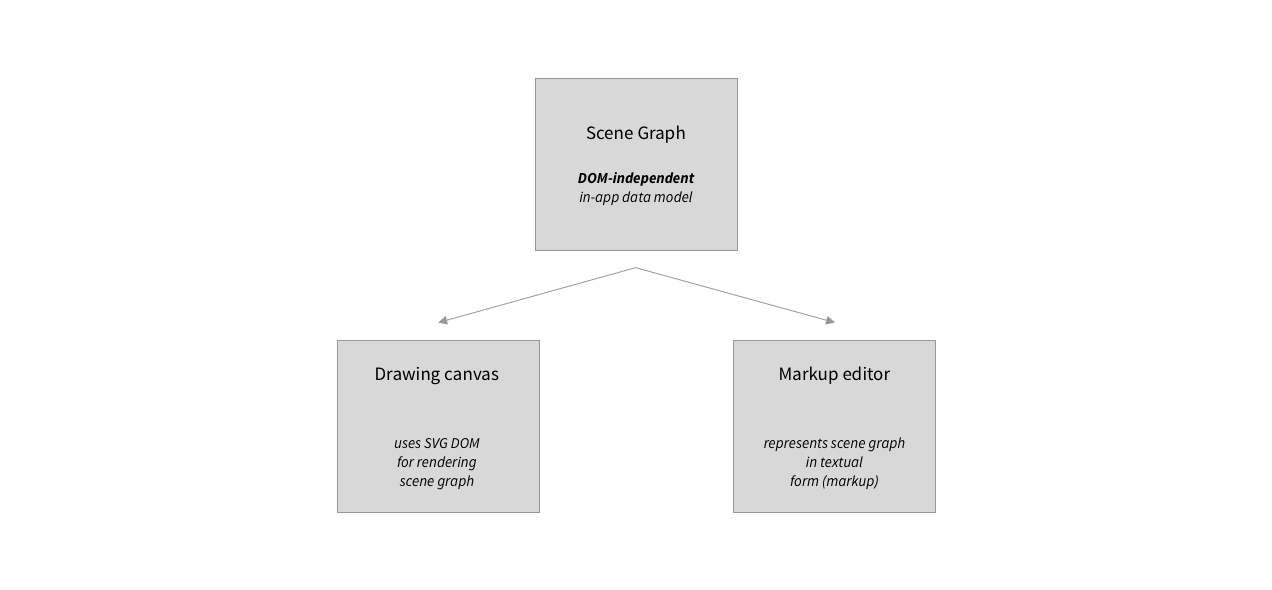 Scene Graph
DOM-independent
in-app data model
Drawing canvas
uses SVG DOM
for rendering
scene graph
Markup editor
represents scene graph
in textual
form (markup)